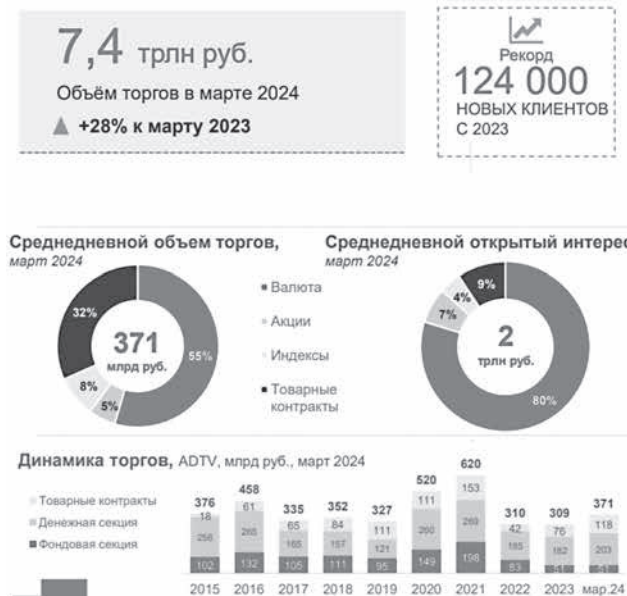 7,4 трлн руб.
Объём торгов в марте 2024
+28% к марту 2023
Рекорд
124 000
НОВЫХ КЛИЕНТОВ
С 2023
Среднедневной объем торгов,
март 2024
32%
55%
8%
5%
371
млрд руб.
Валюта
Акции
Индексы
Товарные
контракты
Среднедневной открытый интерес
март 2024
9%
4%
7%
80%
2
трлн руб.
Динамика торгов, ADTV, млрд руб., март 2024
Товарные контракты
Денежная секция
Фондовая секция
376 458 335 352 327 520 620 310 309 371
18 61 65 84 111 111 153 42 76 118
256 265 165 157 121 260 269 185 182 203
102 132 105 111 95 149 198 83 51 51
2015 2016 2017 2018 2019 2020 2021 2022 2023 мар.24